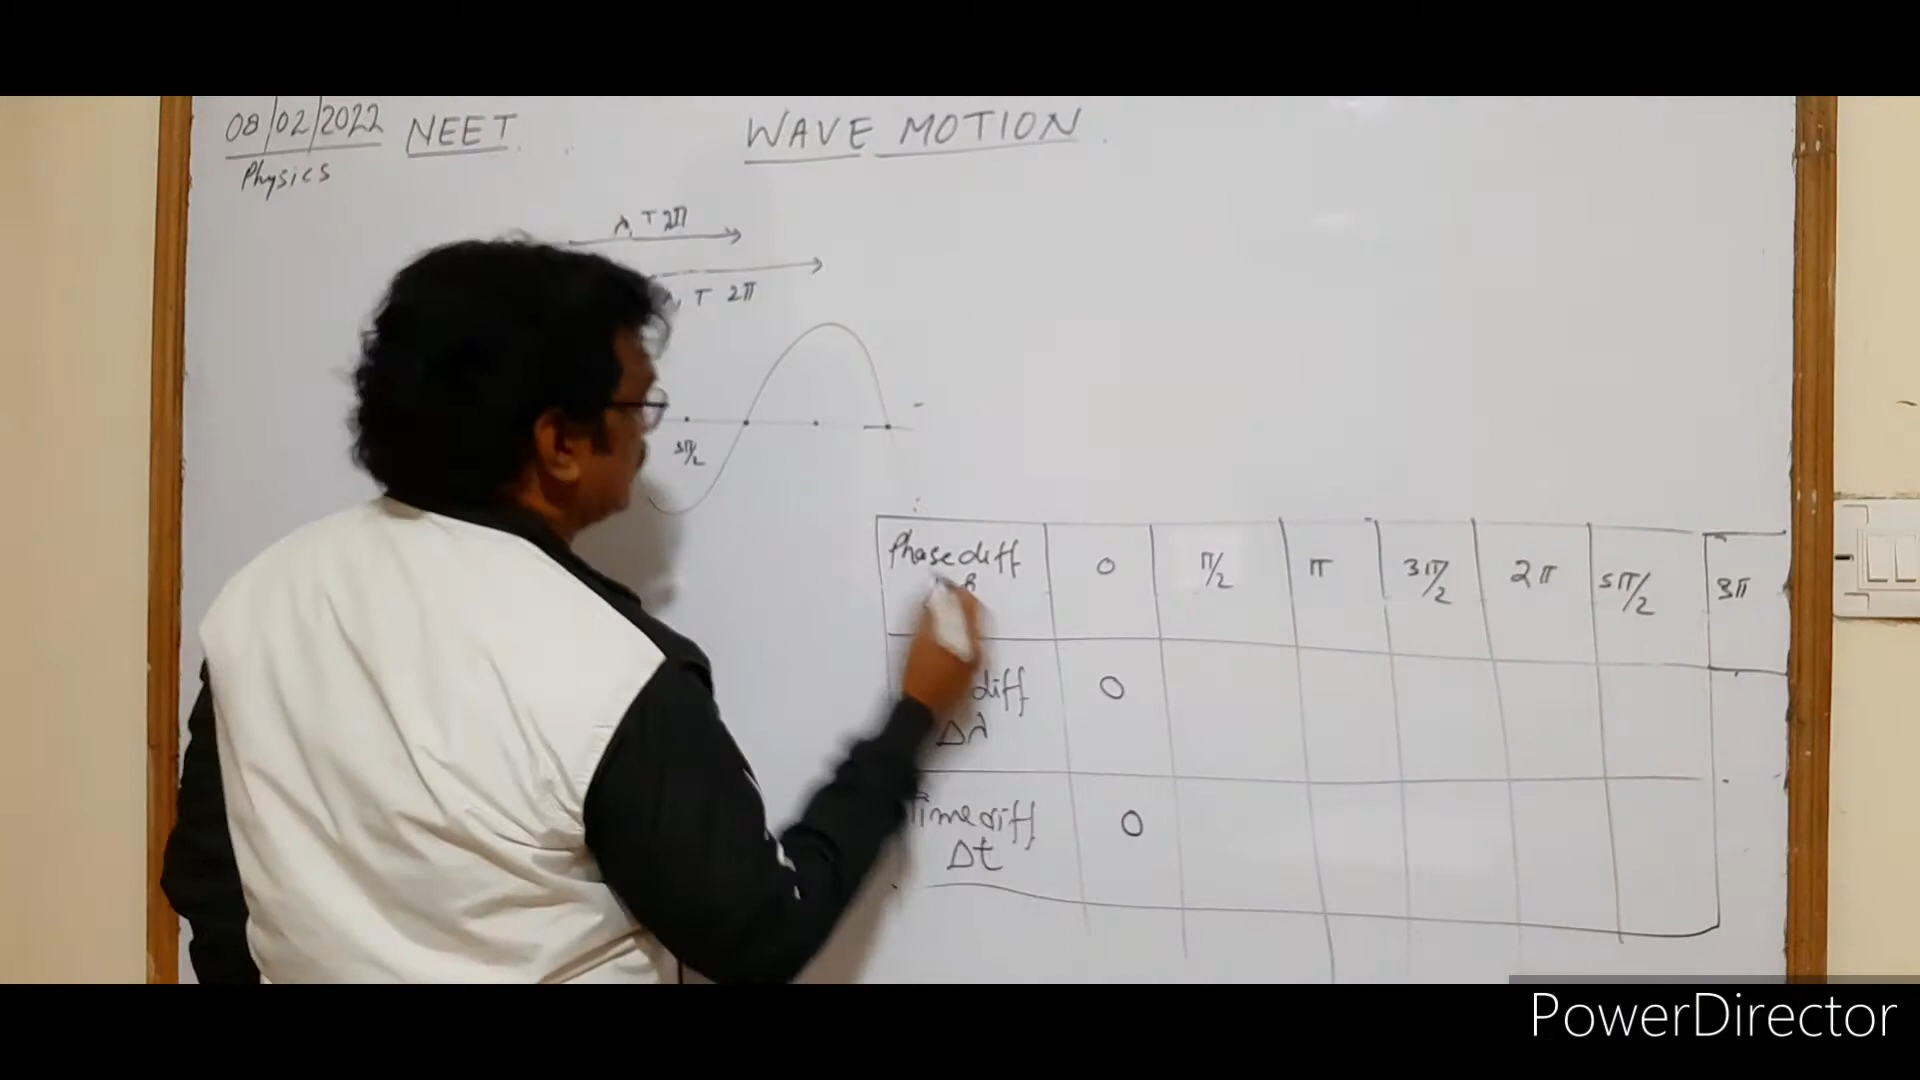 08/02/2022 NEET
Physics
WAVE MOTION
λ T 2π
T 2π
3π/2
Phase diff 0 π/2 π 3π/2 2π 5π/2 3π
diff 0
Δλ
Time diff 0
Δt
PowerDirector